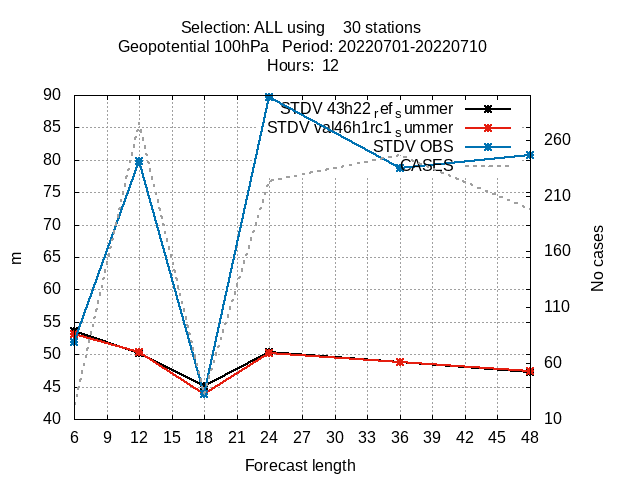 Selection: ALL using    30 stations
Geopotential 100hPa   Period: 20220701-20220710
Hours:  12
STDV 43h22refsummer
STDV val46h1rc1summer
STDV OBS
CASES
90
85
80
75
70
65
60
55
50
45
40
m
260
210
160
110
60
10
No cases
6 9 12 15 18 21 24 27 30 33 36 39 42 45 48
Forecast length